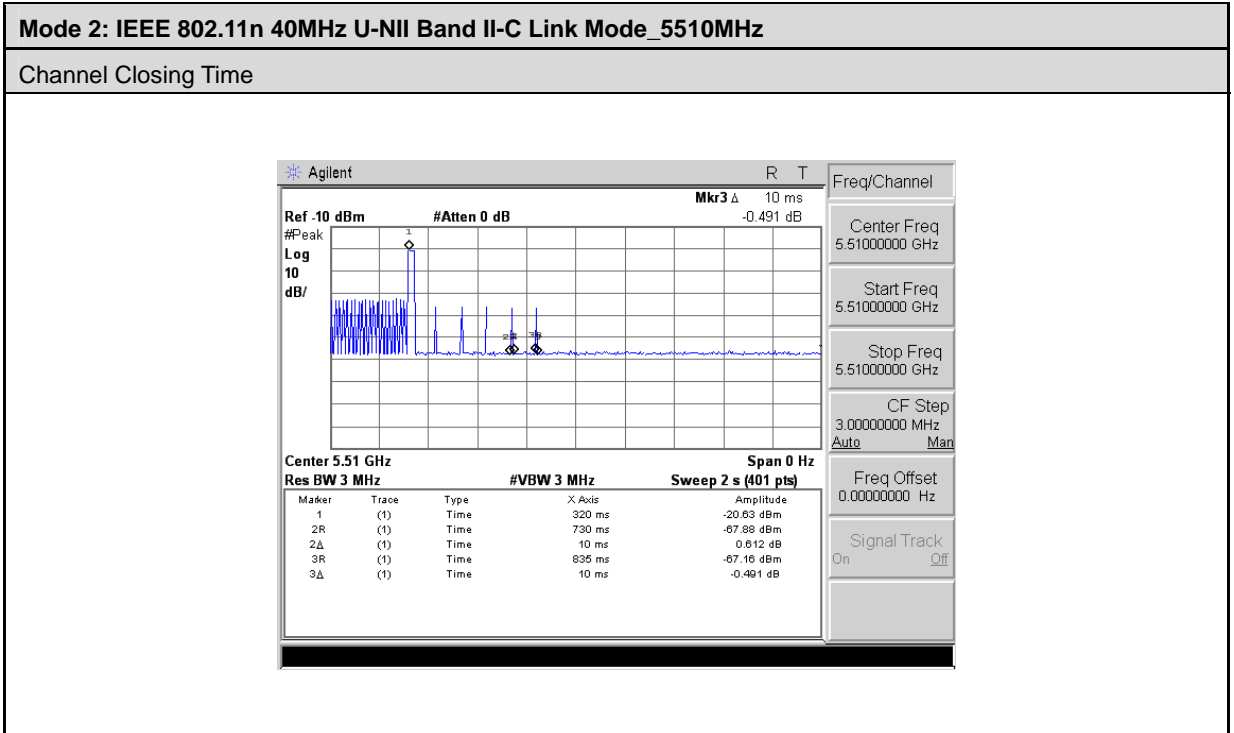 Mode 2: IEEE 802.11n 40MHz U-NII Band II-C Link Mode_5510MHz
Channel Closing Time
Agilent R T
Mkr3 Δ 10 ms
Ref -10 dBm #Atten 0 dB -0.491 dB
#Peak
Log
10
dB/
1
Center 5.51 GHz Span 0 Hz
Res BW 3 MHz #VBW 3 MHz Sweep 2 s (401 pts)
Marker Trace Type X Axis Amplitude
1 (1) Time 320 ms -20.63 dBm
2R (1) Time 730 ms -67.88 dBm
2Δ (1) Time 10 ms 0.612 dB
3R (1) Time 835 ms -67.16 dBm
3Δ (1) Time 10 ms -0.491 dB
Freq/Channel
Center Freq
5.51000000 GHz
Start Freq
5.51000000 GHz
Stop Freq
5.51000000 GHz
CF Step
3.00000000 MHz
Auto Man
Freq Offset
0.00000000 Hz
Signal Track
On Off